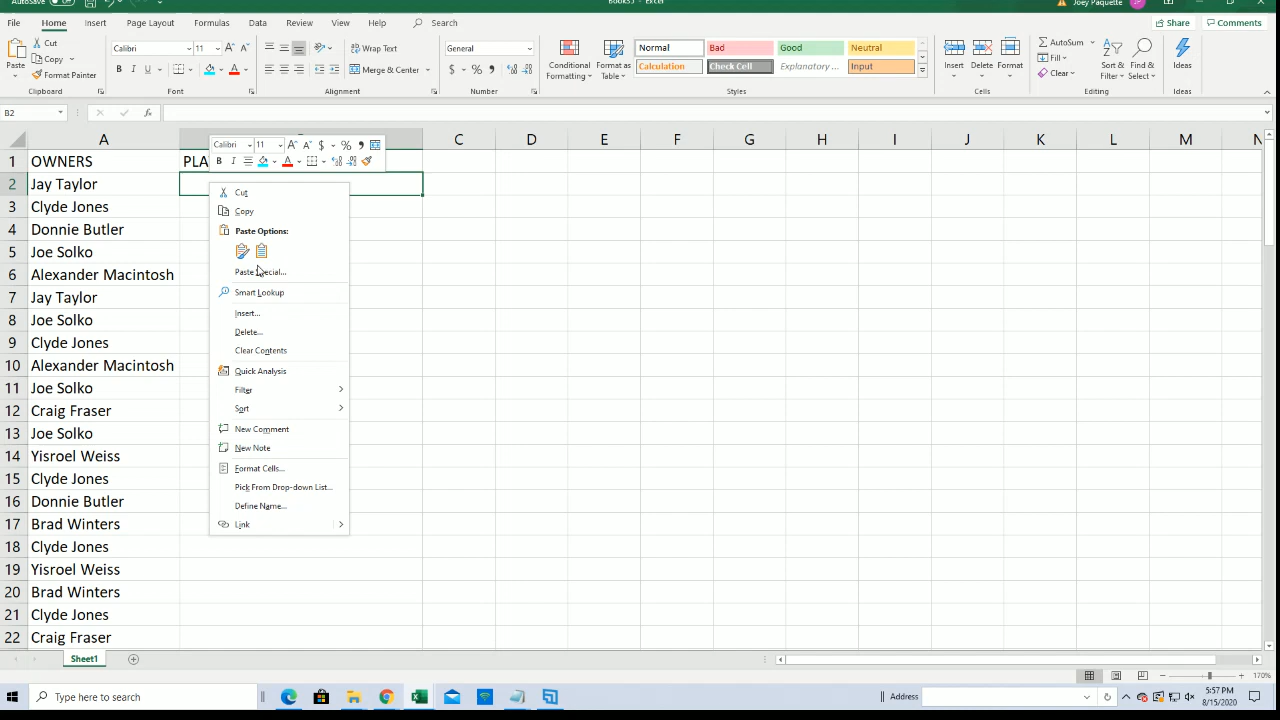 AutoSave
Book35 - Excel
Joey Paquette
File Home Insert Page Layout Formulas Data Review View Help Search Share Comments
Paste Cut Copy Format Painter
Calibri 11 Wrap Text Merge & Center General
B I U $ % ,
Conditional Formatting Format as Table
Normal Bad Good Neutral
Calculation Check Cell Explanatory ... Input
Insert Delete Format
AutoSum Fill Clear Sort & Filter Find & Select Ideas
Clipboard Font Alignment Number Styles Cells Editing Ideas
B2 fx
A C D E F G H I J K L M N
1 OWNERS PLA
2 Jay Taylor
3 Clyde Jones
4 Donnie Butler
5 Joe Solko
6 Alexander Macintosh
7 Jay Taylor
8 Joe Solko
9 Clyde Jones
10 Alexander Macintosh
11 Joe Solko
12 Craig Fraser
13 Joe Solko
14 Yisroel Weiss
15 Clyde Jones
16 Donnie Butler
17 Brad Winters
18 Clyde Jones
19 Yisroel Weiss
20 Brad Winters
21 Clyde Jones
22 Craig Fraser
Calibri 11 A A $ % ,
B I A
Cut
Copy
Paste Options:
Paste Special...
Smart Lookup
Insert...
Delete...
Clear Contents
Quick Analysis
Filter
Sort
New Comment
New Note
Format Cells...
Pick From Drop-down List...
Define Name...
Link
Sheet1
170%
Type here to search
Address
5:57 PM
8/15/2020